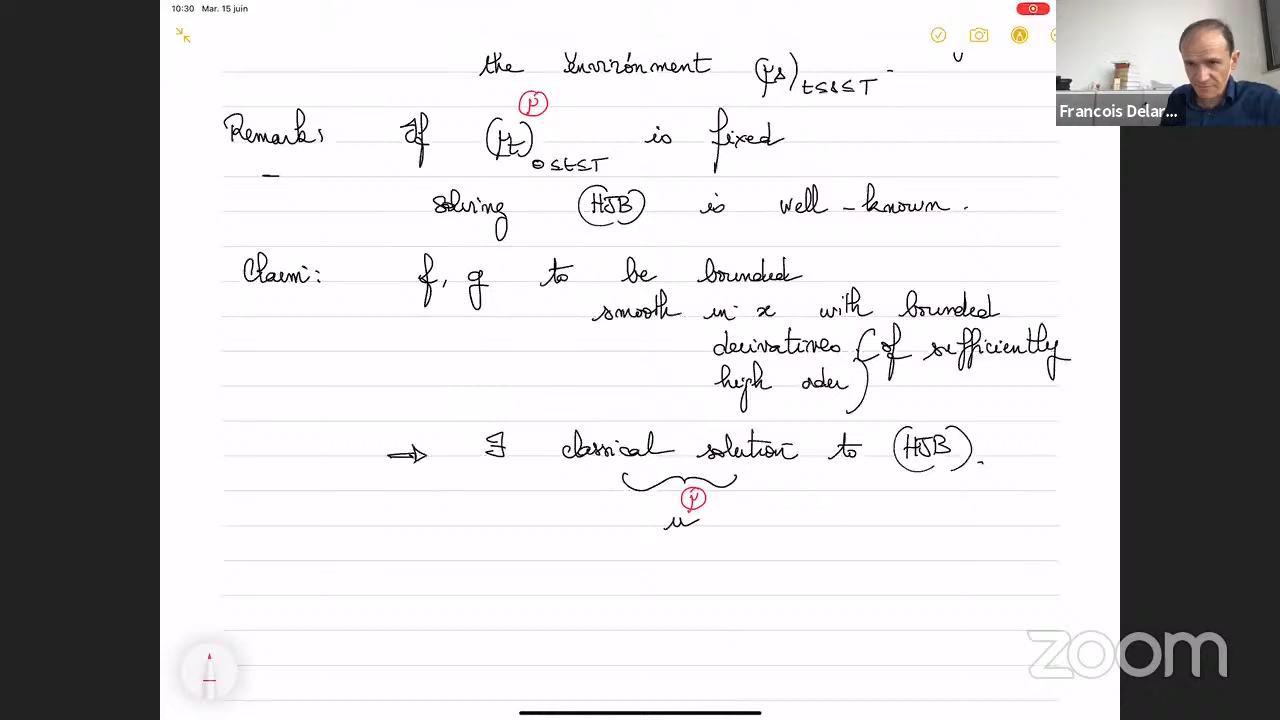 10:30 Mar. 15 juin
the environment (μs) t≤s≤T .
μ
Remark: If (μt) 0≤t≤T is fixed
solving (HJB) is well-known.
Claim: f, g to be bounded
smooth in x with bounded
derivatives (of sufficiently
high order)
⇒ ∃ classical solution to (HJB).
μ
u
Francois Delar...
zoom